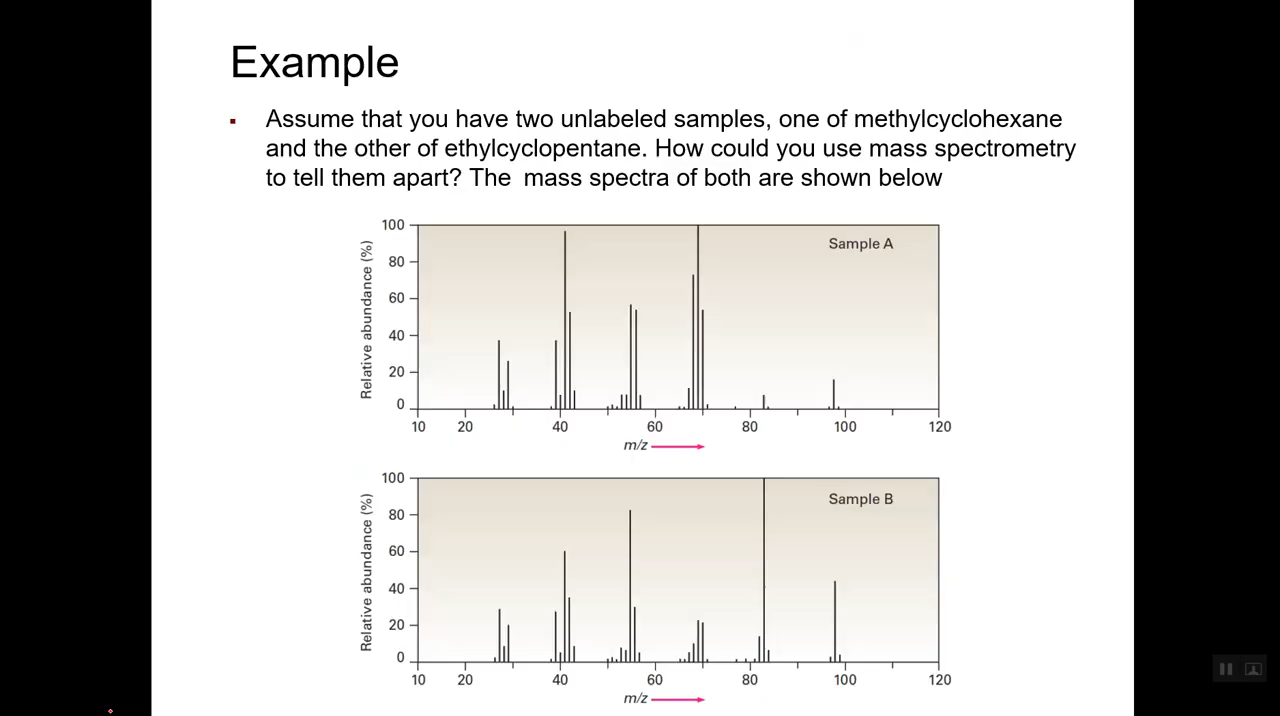 Example
Assume that you have two unlabeled samples, one of methylcyclohexane
and the other of ethylcyclopentane. How could you use mass spectrometry
to tell them apart? The  mass spectra of both are shown below
Sample A
Relative abundance (%)
100
80
60
40
20
0
10 20 40 60 80 100 120
m/z
Sample B
Relative abundance (%)
100
80
60
40
20
0
10 20 40 60 80 100 120
m/z